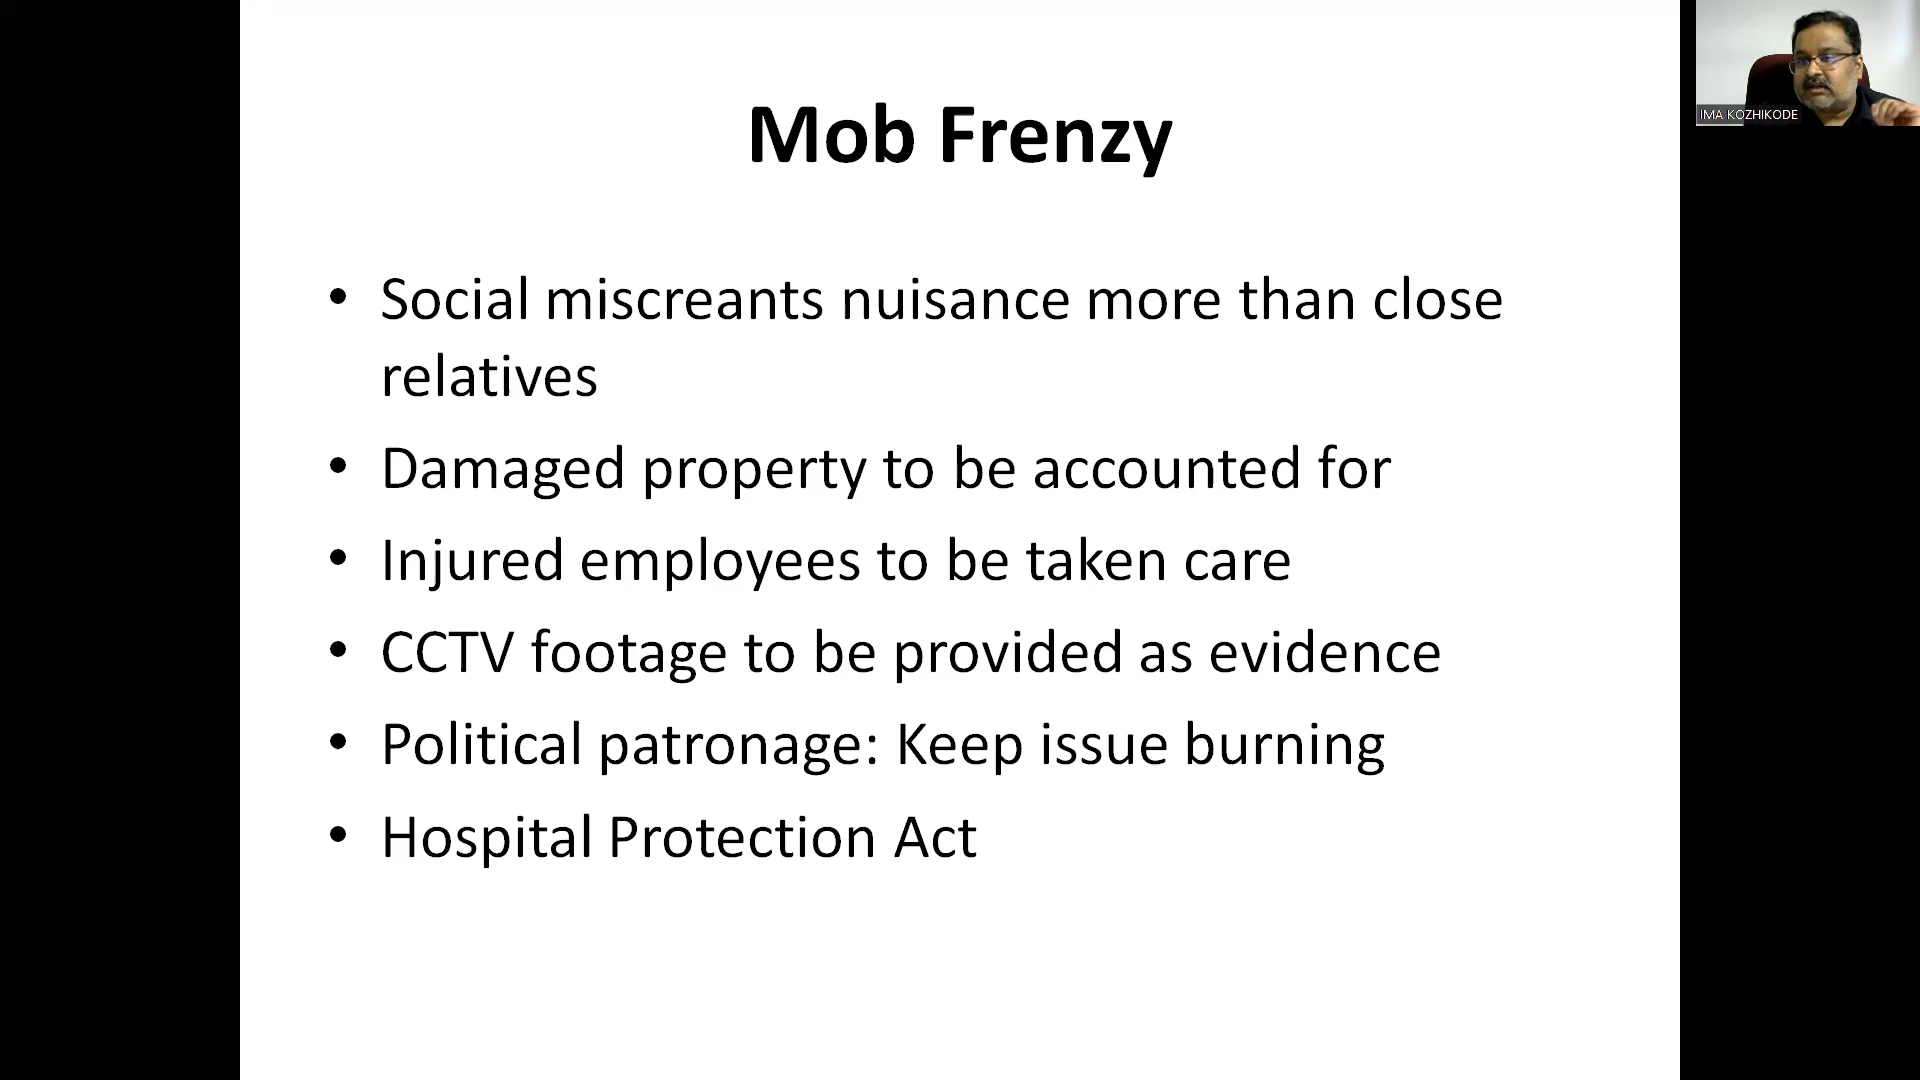 Mob Frenzy
• Social miscreants nuisance more than close
relatives
• Damaged property to be accounted for
• Injured employees to be taken care
• CCTV footage to be provided as evidence
• Political patronage: Keep issue burning
• Hospital Protection Act
IMA KOZHIKODE